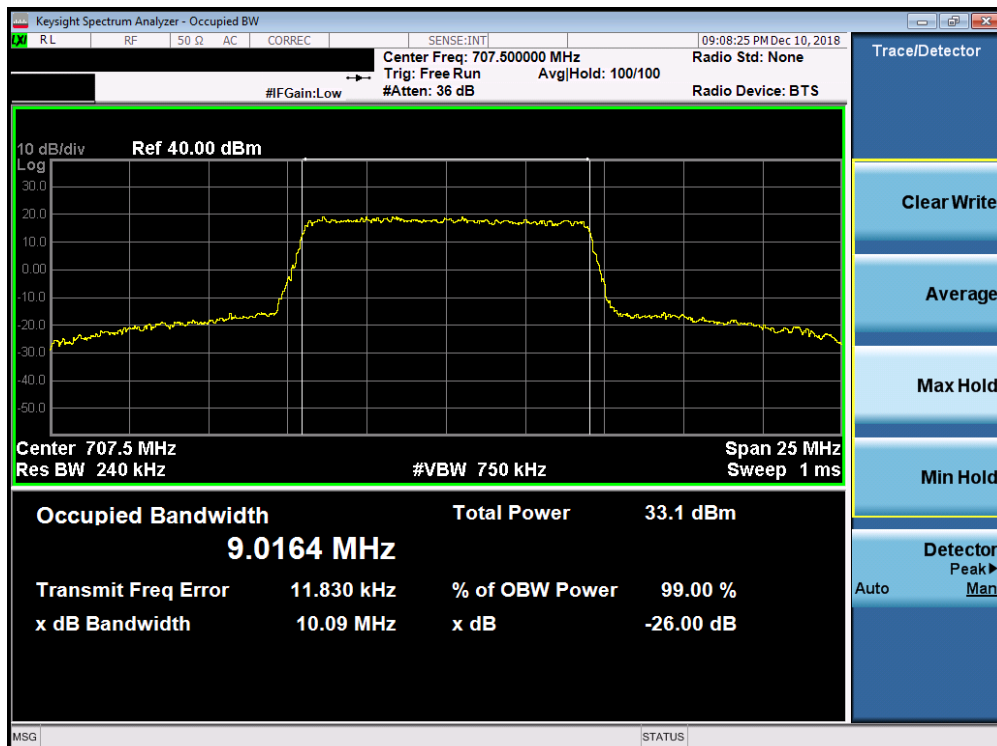 Keysight Spectrum Analyzer - Occupied BW
LXI RL RF 50 Ω AC CORREC SENSE:INT 09:08:25 PM Dec 10, 2018
Center Freq: 707.500000 MHz Radio Std: None
Trig: Free Run Avg|Hold: 100/100
#IFGain:Low #Atten: 36 dB Radio Device: BTS
Trace/Detector
10 dB/div Ref 40.00 dBm
Log
30.0
20.0
10.0
0.00
-10.0
-20.0
-30.0
-40.0
-50.0
Center 707.5 MHz Span 25 MHz
Res BW 240 kHz #VBW 750 kHz Sweep 1 ms
Occupied Bandwidth Total Power 33.1 dBm
9.0164 MHz
Transmit Freq Error 11.830 kHz % of OBW Power 99.00 %
x dB Bandwidth 10.09 MHz x dB -26.00 dB
Clear Write
Average
Max Hold
Min Hold
Detector
Peak▶
Auto Man
MSG STATUS